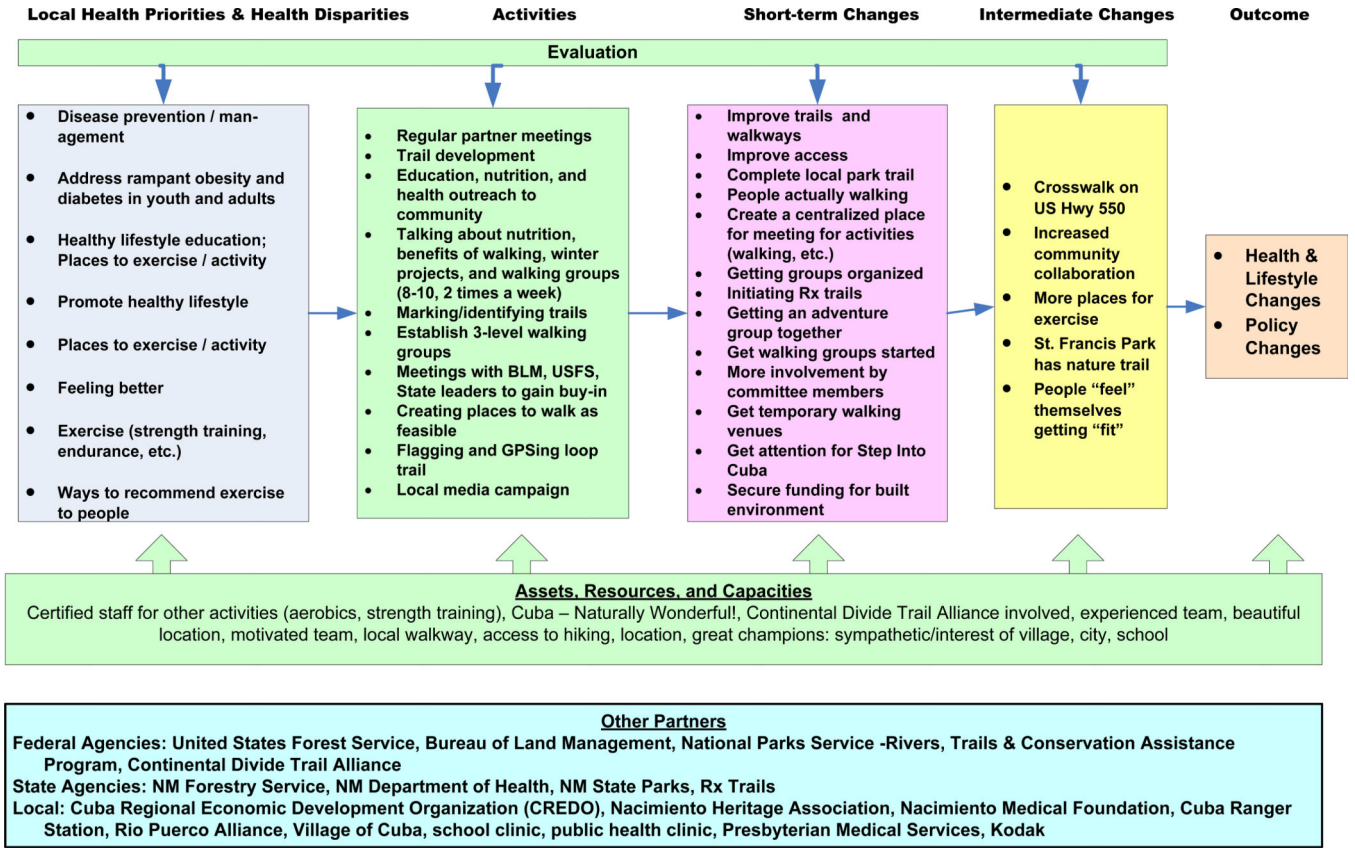 Local Health Priorities & Health Disparities
Activities
Short-term Changes
Intermediate Changes
Outcome
Evaluation
● Disease prevention / man-
agement
● Address rampant obesity and
diabetes in youth and adults
● Healthy lifestyle education;
Places to exercise / activity
● Promote healthy lifestyle
● Places to exercise / activity
● Feeling better
● Exercise (strength training,
endurance, etc.)
● Ways to recommend exercise
to people
• Regular partner meetings
• Trail development
• Education, nutrition, and
health outreach to
community
• Talking about nutrition,
benefits of walking, winter
projects, and walking groups
(8-10, 2 times a week)
• Marking/identifying trails
• Establish 3-level walking
groups
• Meetings with BLM, USFS,
State leaders to gain buy-in
• Creating places to walk as
feasible
• Flagging and GPSing loop
trail
• Local media campaign
• Improve trails and
walkways
• Improve access
• Complete local park trail
• People actually walking
• Create a centralized place
for meeting for activities
(walking, etc.)
• Getting groups organized
• Initiating Rx trails
• Getting an adventure
group together
• Get walking groups started
• More involvement by
committee members
• Get temporary walking
venues
• Get attention for Step Into
Cuba
• Secure funding for built
environment
● Crosswalk on
US Hwy 550
● Increased
community
collaboration
● More places for
exercise
● St. Francis Park
has nature trail
● People “feel”
themselves
getting “fit”
● Health &
Lifestyle
Changes
● Policy
Changes
Assets, Resources, and Capacities
Certified staff for other activities (aerobics, strength training), Cuba – Naturally Wonderful!, Continental Divide Trail Alliance involved, experienced team, beautiful
location, motivated team, local walkway, access to hiking, location, great champions: sympathetic/interest of village, city, school
Other Partners
Federal Agencies: United States Forest Service, Bureau of Land Management, National Parks Service -Rivers, Trails & Conservation Assistance
Program, Continental Divide Trail Alliance
State Agencies: NM Forestry Service, NM Department of Health, NM State Parks, Rx Trails
Local: Cuba Regional Economic Development Organization (CREDO), Nacimiento Heritage Association, Nacimiento Medical Foundation, Cuba Ranger
Station, Rio Puerco Alliance, Village of Cuba, school clinic, public health clinic, Presbyterian Medical Services, Kodak